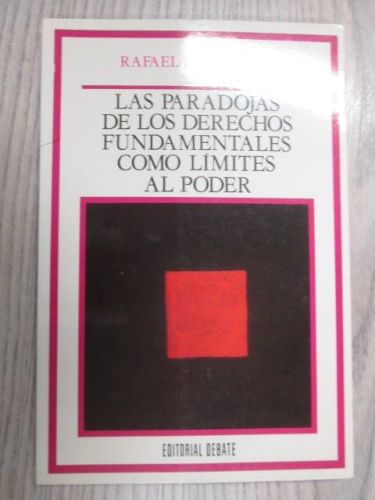 RAFAEL
LAS PARADOJAS
DE LOS DERECHOS
FUNDAMENTALES
COMO LÍMITES
AL PODER
EDITORIAL DEBATE